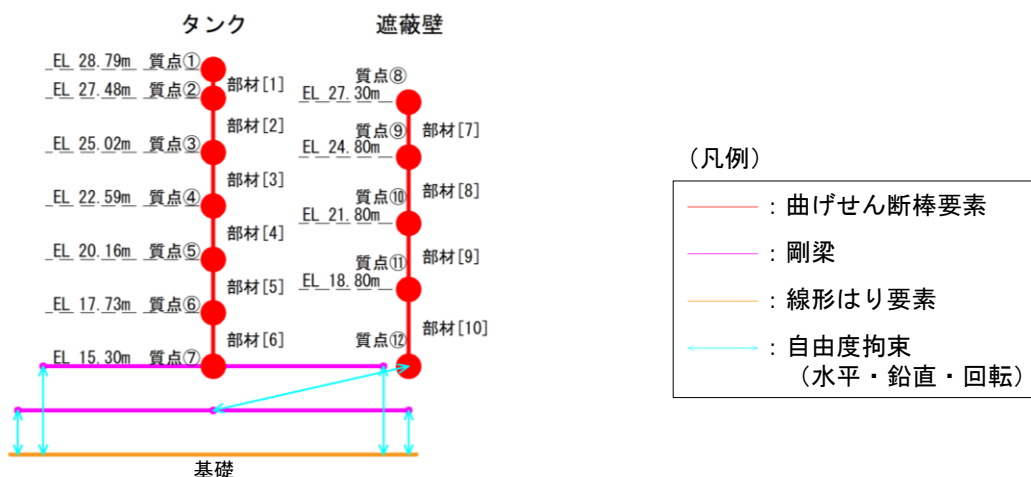 タンク
遮蔽壁
EL 28.79m 質点①
部材[1]
EL 27.48m 質点②
部材[2]
EL 25.02m 質点③
部材[3]
EL 22.59m 質点④
部材[4]
EL 20.16m 質点⑤
部材[5]
EL 17.73m 質点⑥
部材[6]
EL 15.30m 質点⑦
質点⑧
EL 27.30m
部材[7]
質点⑨
EL 24.80m
部材[8]
質点⑩
EL 21.80m
部材[9]
質点⑪
EL 18.80m
部材[10]
質点⑫
基礎
(凡例)
:曲げせん断棒要素
:剛梁
:線形はり要素
:自由度拘束
(水平・鉛直・回転)